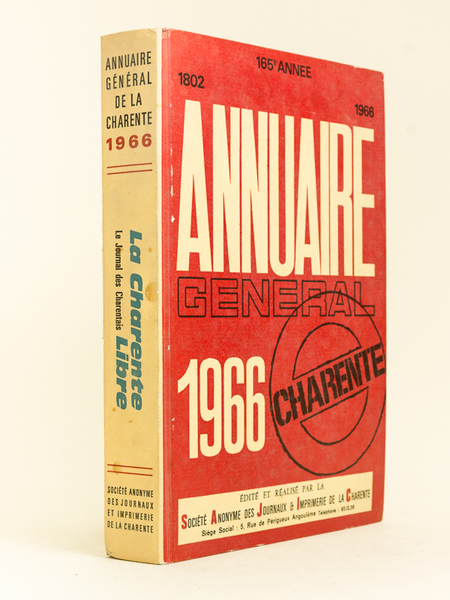 ANNUAIRE
GÉNÉRAL
DE LA
CHARENTE
1966
La Charente Libre
Le Journal des Charentais
SOCIÉTÉ ANONYME
DES JOURNAUX
ET IMPRIMERIE
DE LA CHARENTE
165e ANNEE
1802
1966
ANNUAIRE
GENERAL
1966
CHARENTE
ÉDITÉ ET RÉALISÉ PAR LA
SOCIÉTÉ ANONYME DES JOURNAUX & IMPRIMERIE DE LA CHARENTE
Siège Social : 5, Rue de Périgueux Angoulême Téléphone :